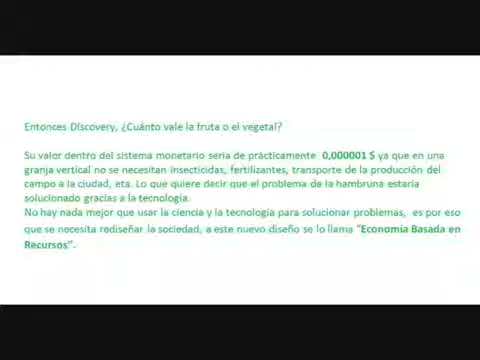 Entonces Discovery, ¿Cuánto vale la fruta o el vegetal?
Su valor dentro del sistema monetario seria de prácticamente 0,000001 $ ya que en una
granja vertical no se necesitan insecticidas, fertilizantes, transporte de la producción del
campo a la ciudad, eta. Lo que quiere decir que el problema de la hambruna estaría
solucionado gracias a la tecnología.
No hay nada mejor que usar la ciencia y la tecnología para solucionar problemas, es por eso
que se necesita rediseñar la sociedad, a este nuevo diseño se lo llama "Economía Basada en
Recursos".